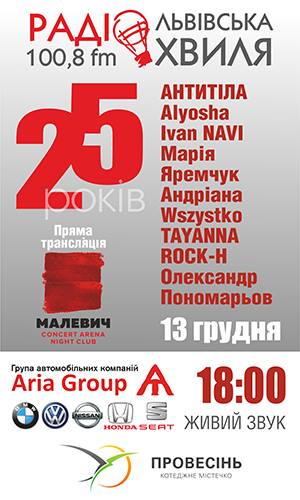 РАДІО ЛЬВІВСЬКА
100,8 fm ХВИЛЯ
25
років
АНТИТІЛА
Alyosha
Ivan NAVI
Марія
Яремчук
Андріана
Wszystko
TAYANNA
ROCK-H
Олександр
Пономарьов
Пряма
трансляція
МАЛЕВИЧ
CONCERT ARENA
NIGHT CLUB
13 грудня
Група автомобільних компаній
Aria Group
BMW
NISSAN
HONDA SEAT
18:00
ЖИВИЙ ЗВУК
ПРОВЕСІНЬ
КОТЕДЖНЕ МІСТЕЧКО